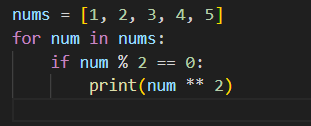 nums = [1, 2, 3, 4, 5]
for num in nums:
    if num % 2 == 0:
        print(num ** 2)